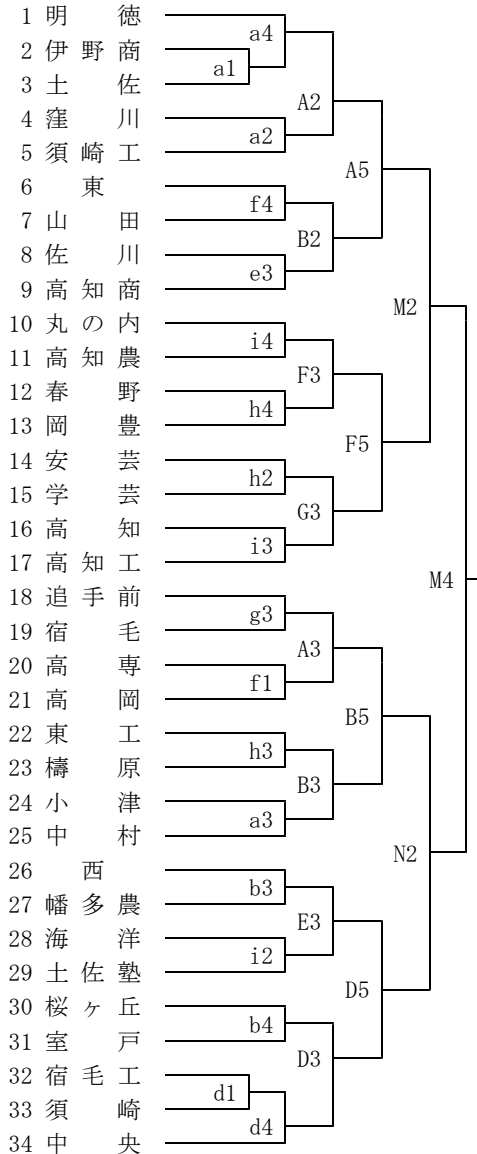 1 明徳
2 伊野商
3 土佐
4 窪川
5 須崎工
6 東
7 山田
8 佐川
9 高知商
10 丸の内
11 高知農
12 春野
13 岡豊
14 安芸
15 学芸
16 高知
17 高知工
18 追手前
19 宿毛
20 高専
21 高岡
22 東工
23 檮原
24 小津
25 中村
26 西
27 幡多農
28 海洋
29 土佐塾
30 桜ヶ丘
31 室戸
32 宿毛工
33 須崎
34 中央
a4
a1
a2
f4
e3
i4
h4
h2
i3
g3
f1
h3
a3
b3
i2
b4
d1
d4
A2
B2
F3
G3
A3
B3
E3
D3
A5
F5
B5
D5
M2
N2
M4